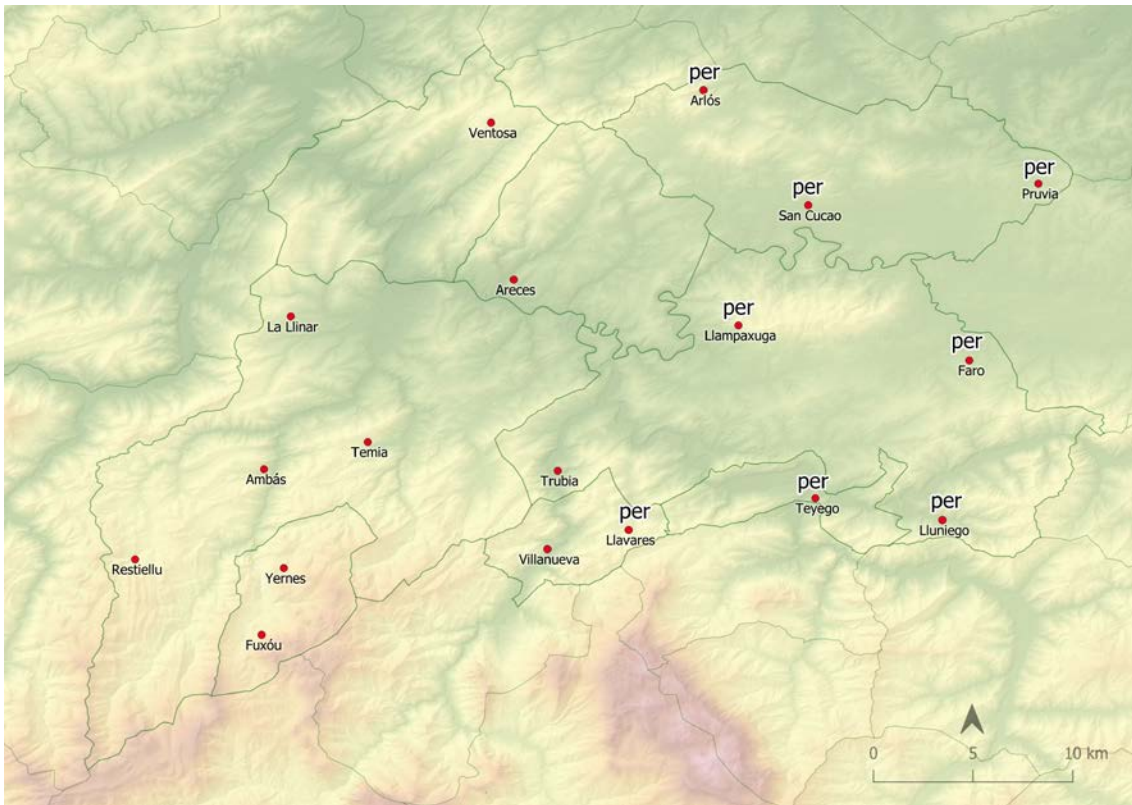 per
Arlós
Ventosa
per
Pruvia
per
San Cucao
Areces
La Llinar
per
Llampaxuga
per
Faro
Temia
Ambás
Trubia
per
Teyego
per
Lluniego
per
Llavares
Villanueva
Restiellu
Yernes
Fuxóu
0 5 10 km